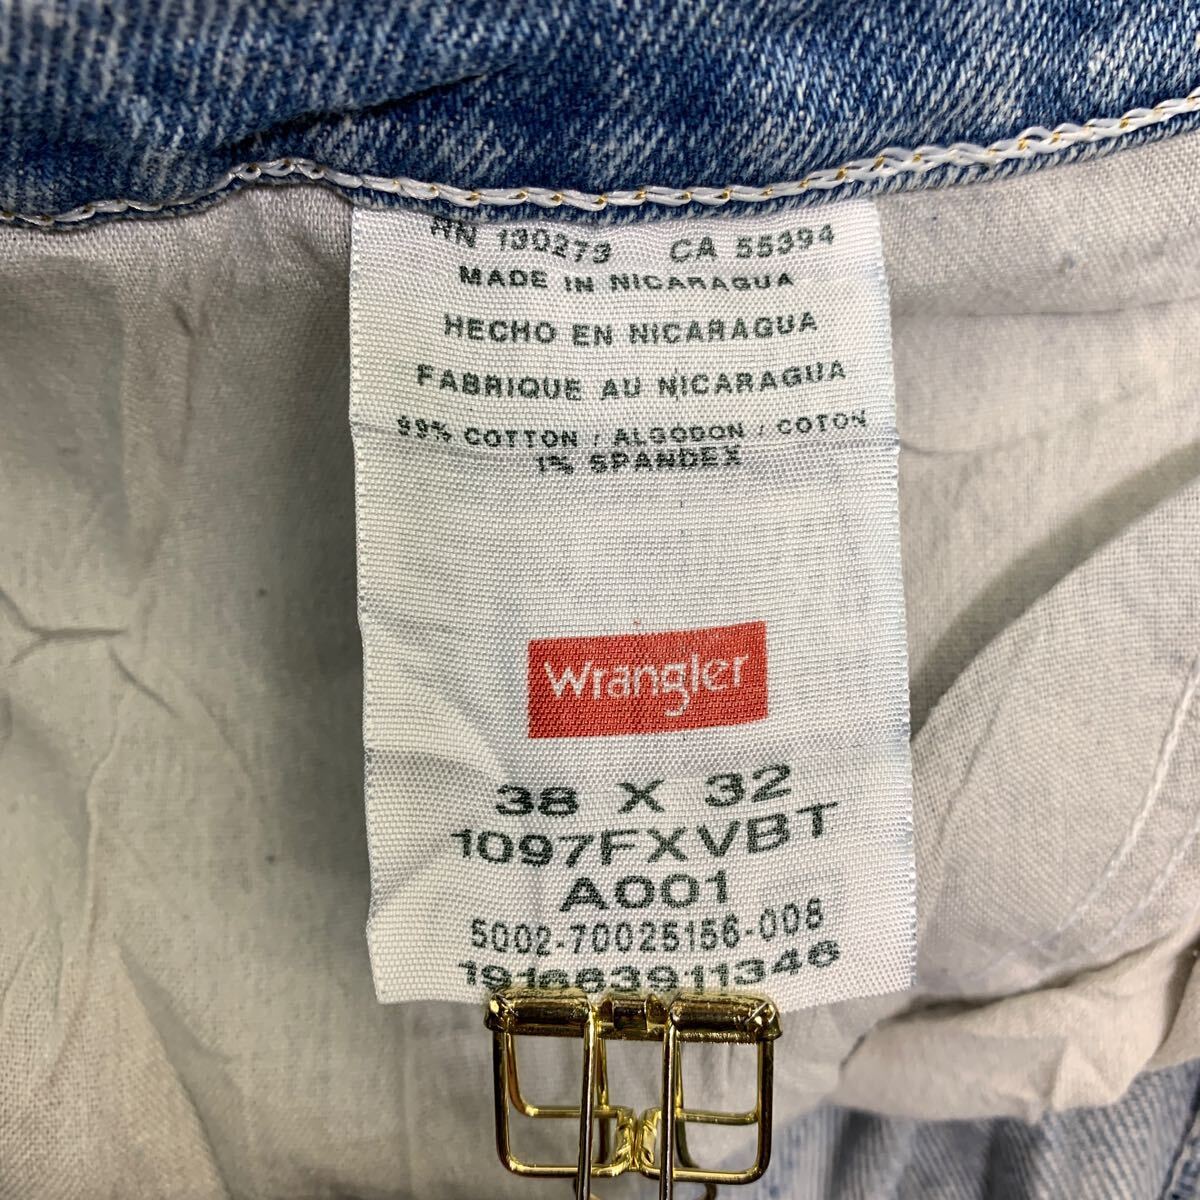 RN 130273 CA 55394
MADE IN NICARAGUA
HECHO EN NICARAGUA
FABRIQUE AU NICARAGUA
99% COTTON / ALGODON / COTON
1% SPANDEX
Wrangler
38 X 32
1097FXVBT
A001
5002-70025156-008
191683911346